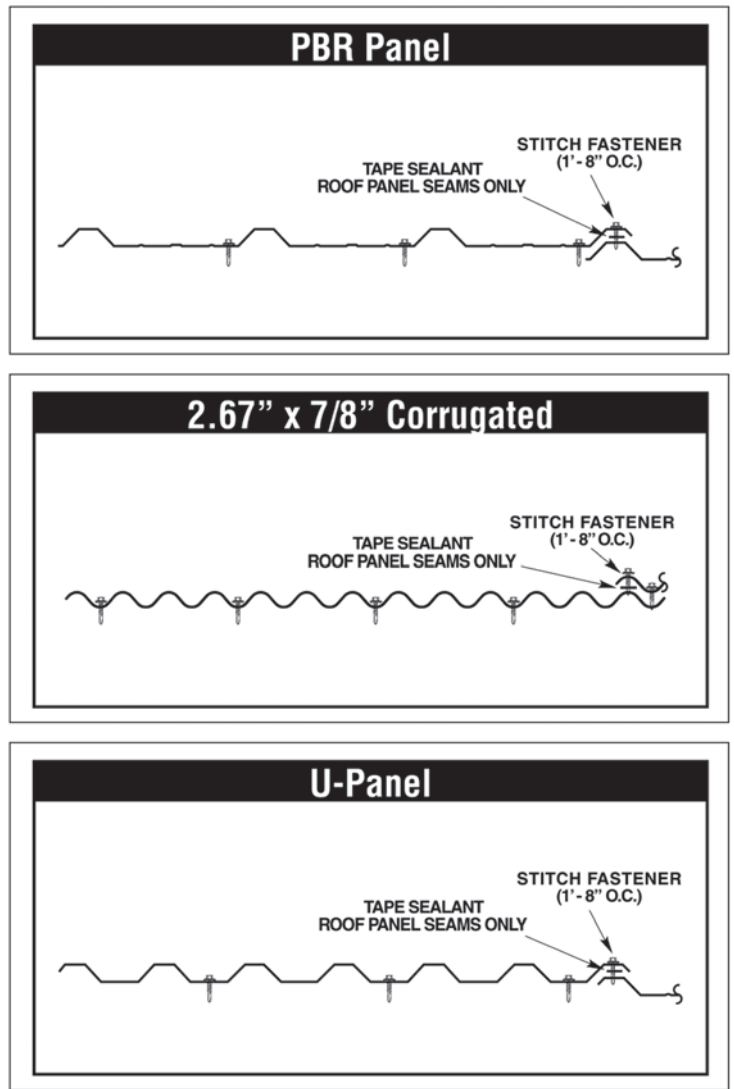 PBR Panel
STITCH FASTENER
(1'-8" O.C.)
TAPE SEALANT
ROOF PANEL SEAMS ONLY
2.67” x 7/8” Corrugated
STITCH FASTENER
(1'-8" O.C.)
TAPE SEALANT
ROOF PANEL SEAMS ONLY
U-Panel
STITCH FASTENER
(1'-8" O.C.)
TAPE SEALANT
ROOF PANEL SEAMS ONLY